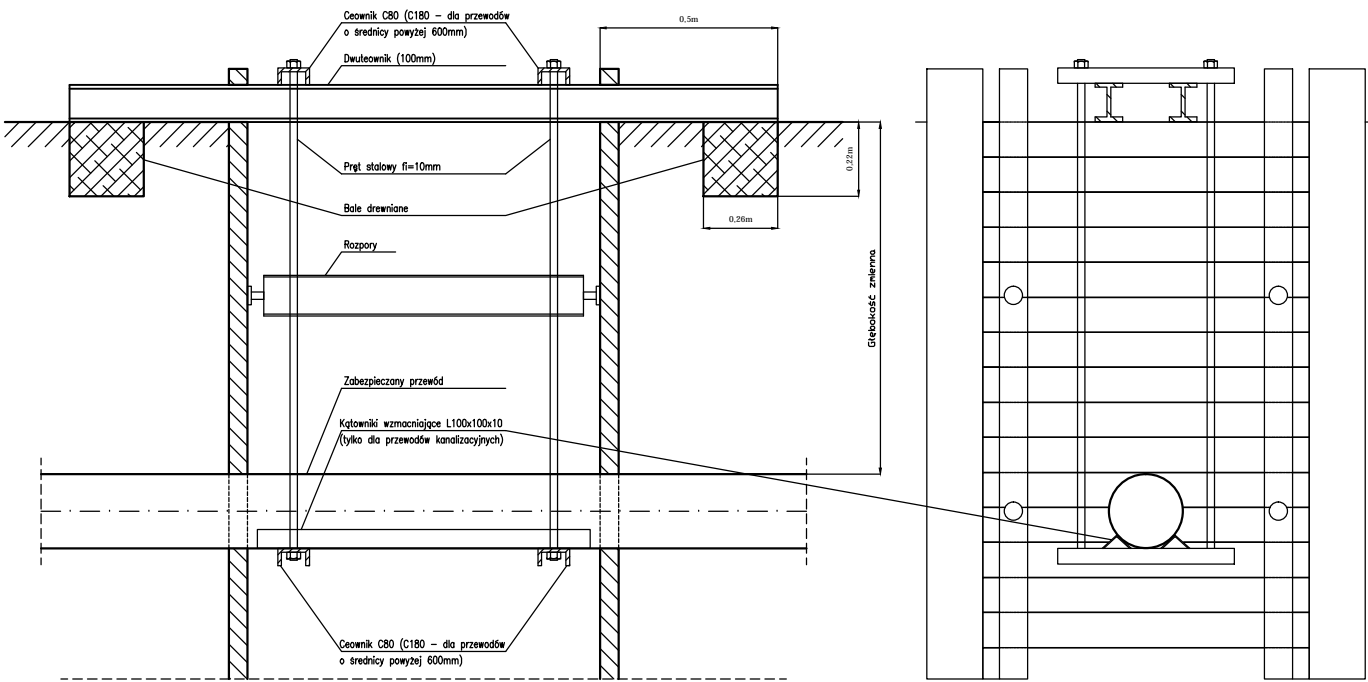 Ceownik C80 (C180 – dla przewodów
o średnicy powyżej 600mm)
0,5m
Dwuteownik (100mm)
Pręt stalowy fi=10mm
0,22m
Bale drewniane
0,26m
Rozpory
Głębokość zmienna
Zabezpieczany przewód
Kątowniki wzmacniające L100x100x10
(tylko dla przewodów kanalizacyjnych)
Ceownik C80 (C180 – dla przewodów
o średnicy powyżej 600mm)